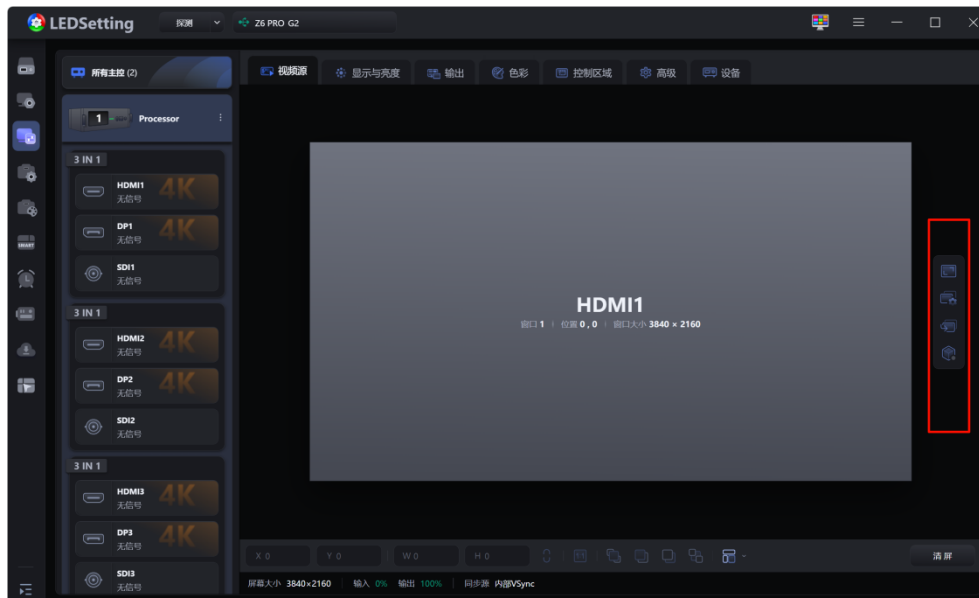 LEDSetting 探测 Z6 PRO G2
所有主控 (2)
视频源 显示与亮度 输出 色彩 控制区域 高级 设备
1 Processor
3 IN 1
HDMI1 4K
无信号
DP1 4K
无信号
SDI1
无信号
3 IN 1
HDMI2 4K
无信号
DP2 4K
无信号
SDI2
无信号
3 IN 1
HDMI3 4K
无信号
DP3 4K
无信号
SDI3
无信号
SMART
HDMI1
窗口 1 | 位置 0 , 0 | 窗口大小 3840 × 2160
X 0 Y 0 W 0 H 0 清屏
屏幕大小 3840×2160 输入 0% 输出 100% 同步源 内部VSync